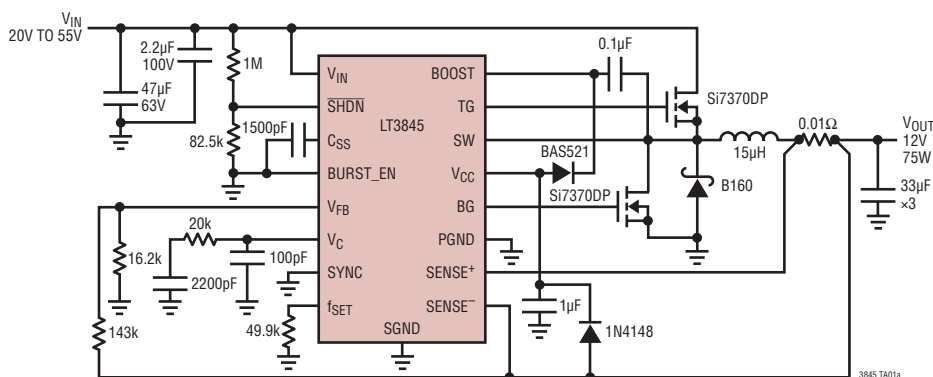 VIN
20V TO 55V
2.2µF
100V
47µF
63V
1M
82.5k
1500pF
VIN
SHDN
CSS
BURST_EN
VFB
VC
SYNC
fSET
LT3845
SGND
BOOST
TG
SW
VCC
BG
PGND
SENSE+
SENSE−
0.1µF
Si7370DP
BAS521
Si7370DP
15µH
B160
0.01Ω
VOUT
12V
75W
33µF
×3
16.2k
20k
2200pF
100pF
143k
49.9k
1µF
1N4148
3845 TA01a